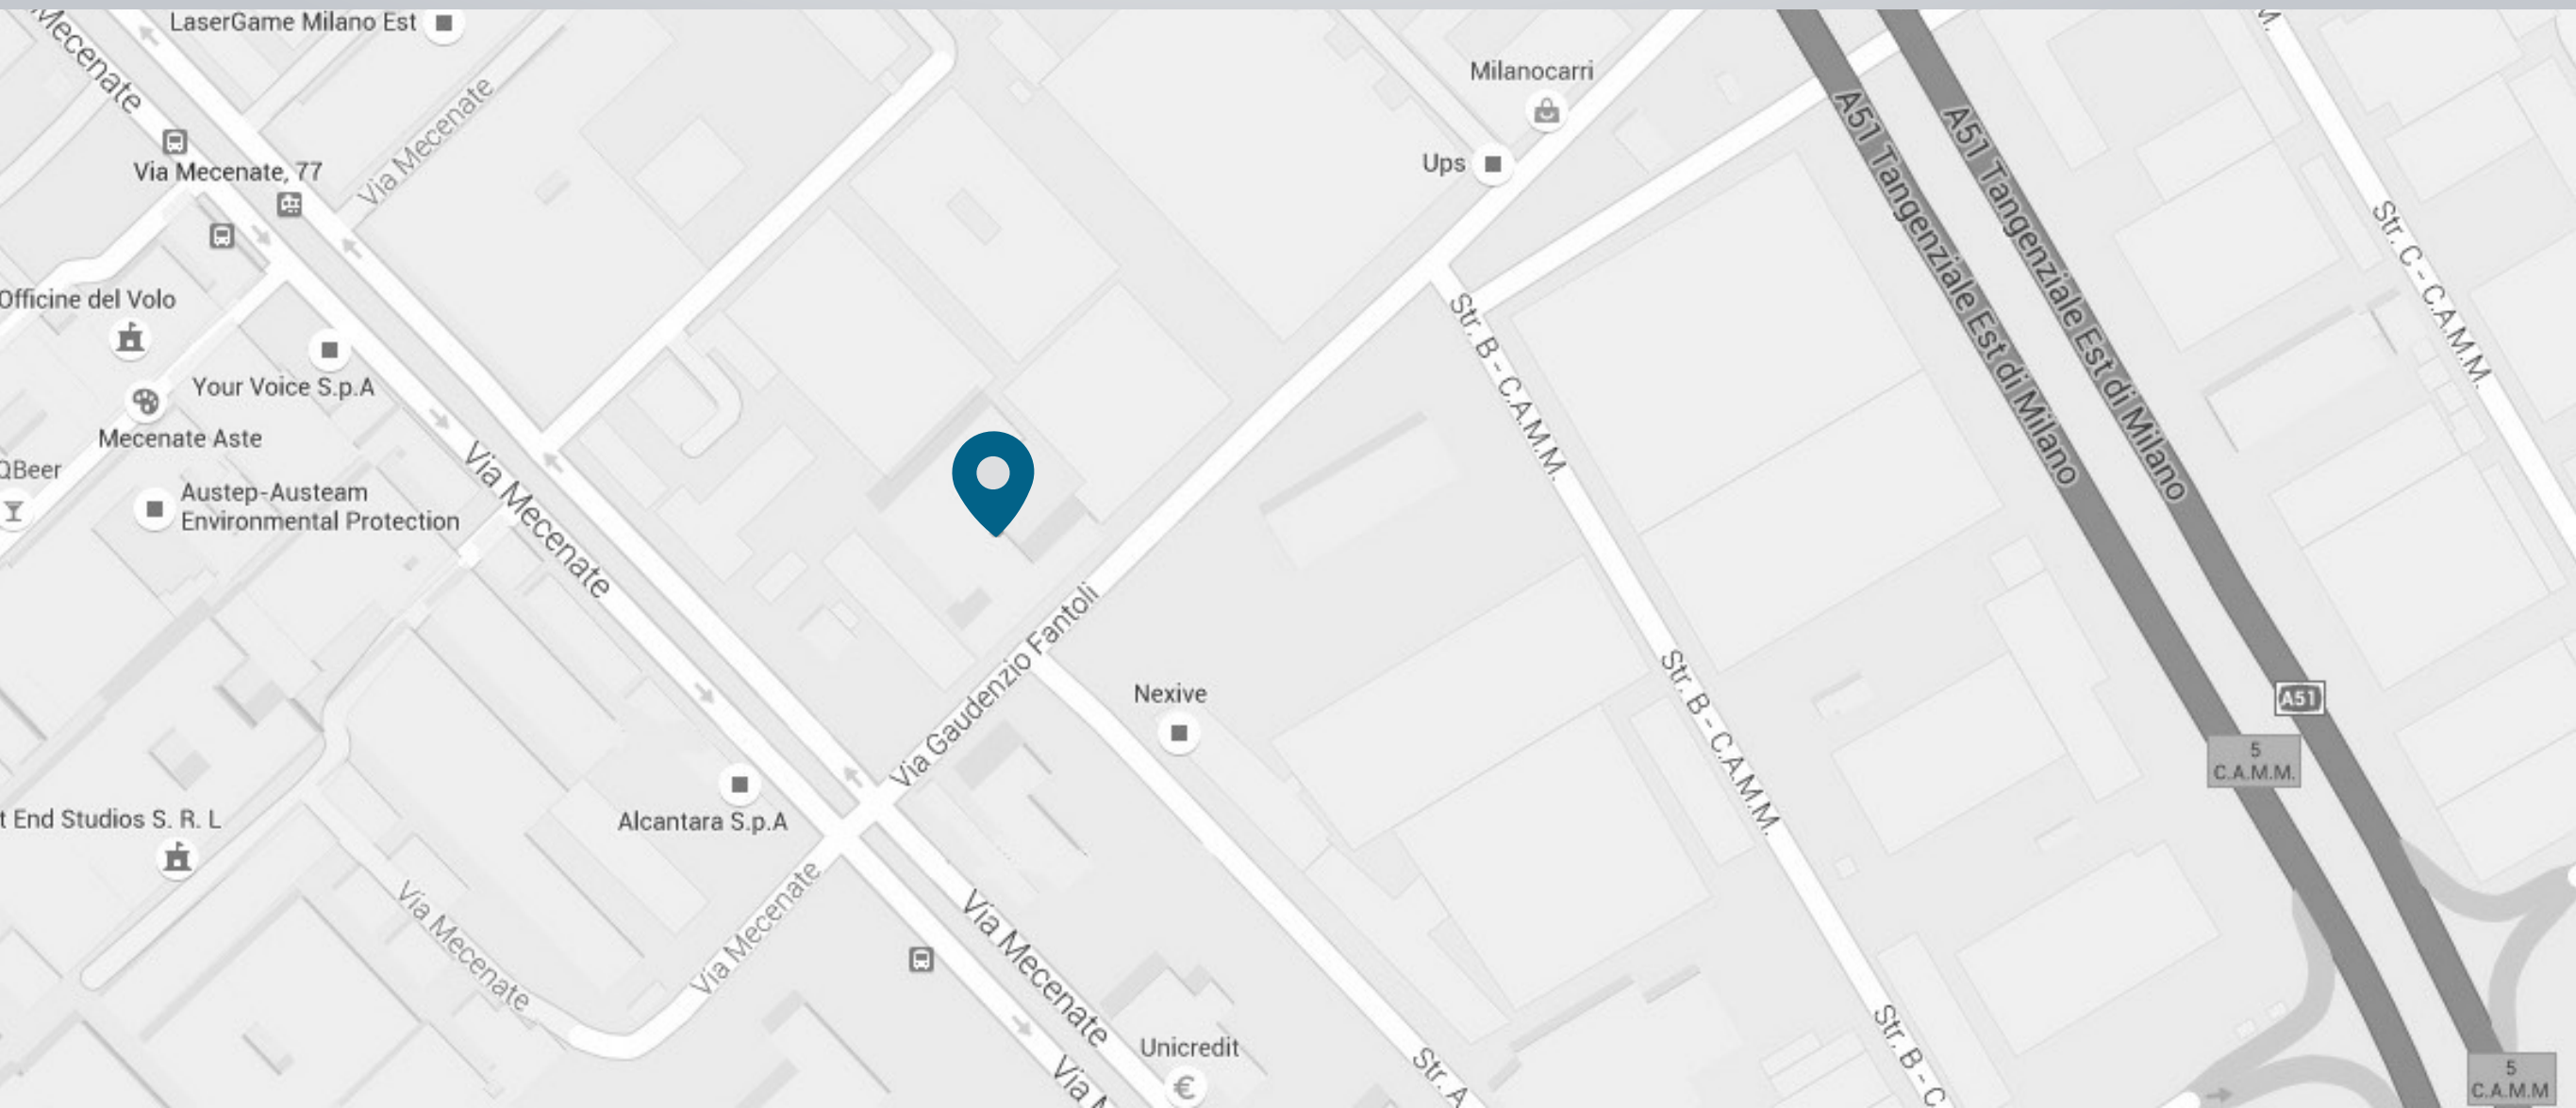 LaserGame Milano Est
Mecenate
M.
Milanocarri
Via Mecenate
Ups
A51 Tangenziale Est di Milano
A51 Tangenziale Est di Milano
Via Mecenate, 77
Str. C - C.A.M.M.
Officine del Volo
Str. B - C.A.M.M.
Your Voice S.p.A
Mecenate Aste
QBeer
Via Mecenate
Austep-Austeam
Environmental Protection
Via Gaudenzio Fantoli
Nexive
Str. B - C.A.M.M.
A51
5
C.A.M.M.
Alcantara S.p.A
t End Studios S. R. L
Via Mecenate
Via Mecenate
Via Mecenate
Unicredit
€
Via M
Str. A
Str. B - C
5
C.A.M.M